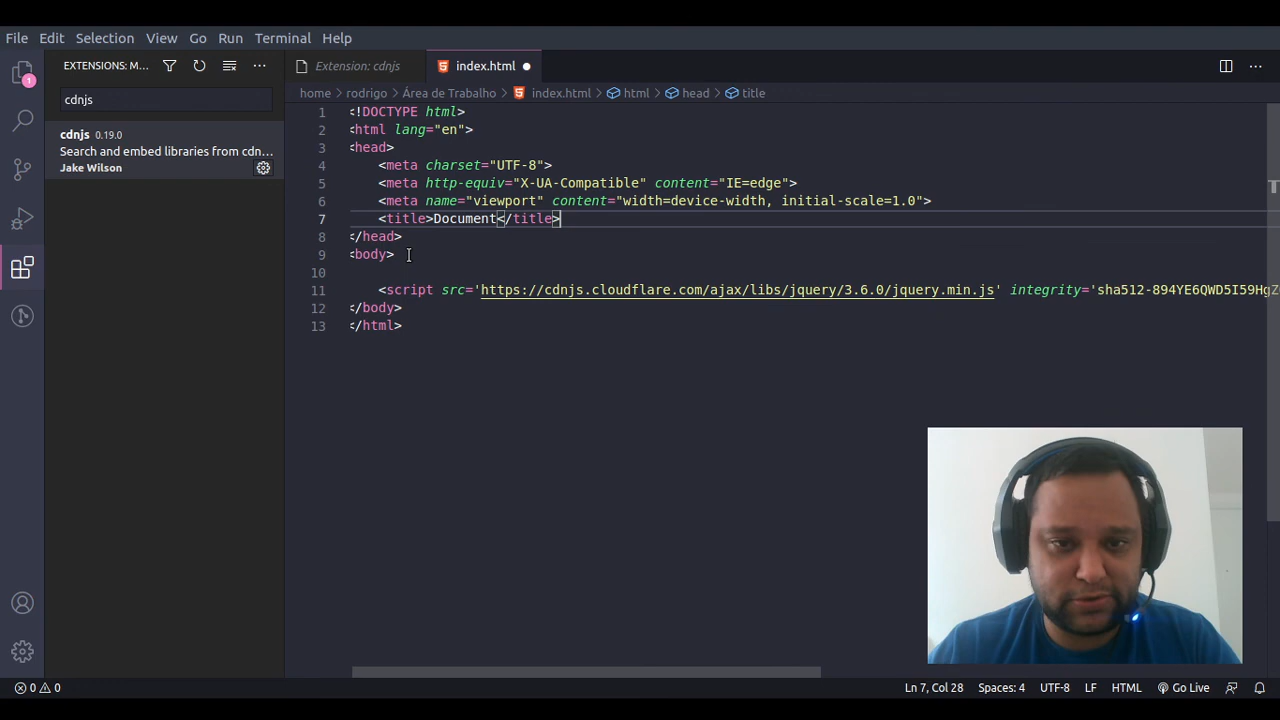 File Edit Selection View Go Run Terminal Help
EXTENSIONS: M...
Extension: cdnjs
index.html
cdnjs
home rodrigo Área de Trabalho index.html html head title
cdnjs 0.19.0
Search and embed libraries from cdn...
Jake Wilson
1
1 <!DOCTYPE html>
2 <html lang="en">
3 <head>
4 <meta charset="UTF-8">
5 <meta http-equiv="X-UA-Compatible" content="IE=edge">
6 <meta name="viewport" content="width=device-width, initial-scale=1.0">
7 <title>Document</title>
8 </head>
9 <body>
10
11 <script src='https://cdnjs.cloudflare.com/ajax/libs/jquery/3.6.0/jquery.min.js' integrity='sha512-894YE6QWD5I59HgZ
12 </body>
13 </html>
0 0 Ln 7, Col 28 Spaces: 4 UTF-8 LF HTML Go Live